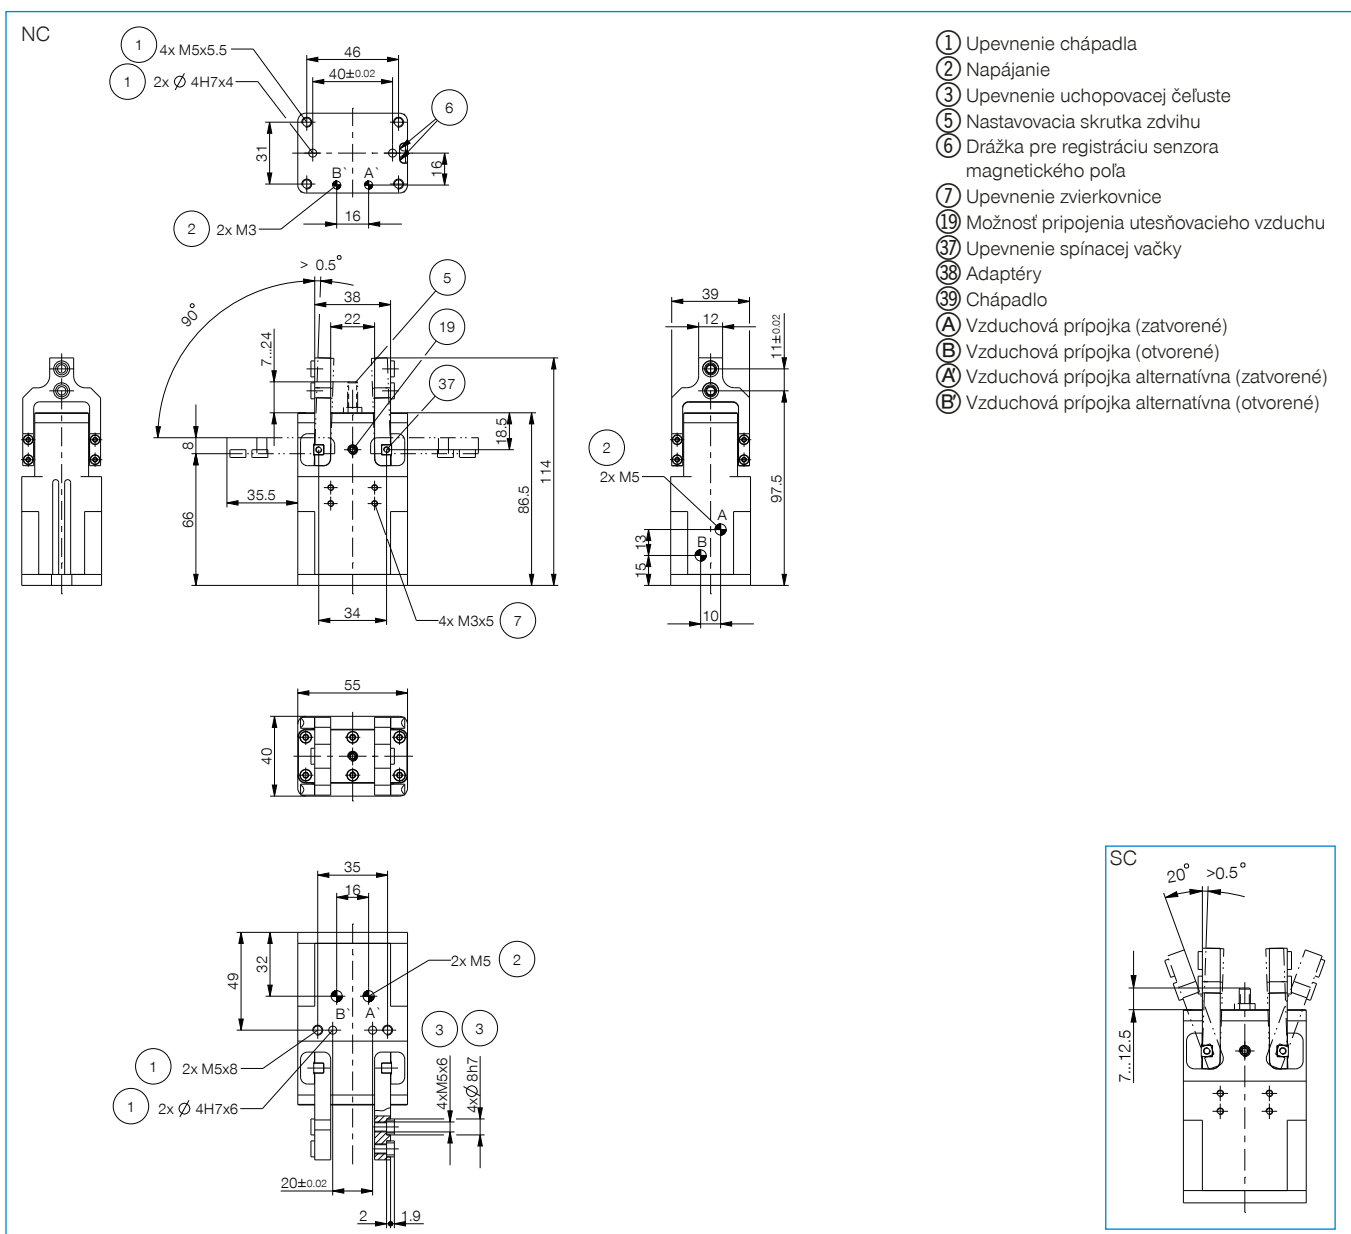 NC
1 4x M5x5.5
1 2x Ø 4H7x4
46
40±0.02
6
31
16
B` A`
16
2 2x M3
> 0.5°
90°
38
22
7...24
5
19
37
8
35.5
66
18.5
86.5
114
34
4x M3x5 7
39
12
11±0.02
2
2x M5
A
B
13
15
97.5
10
55
40
35
16
32
49
2x M5 2
B` A`
3 3
1 2x M5x8
1 2x Ø 4H7x6
4xM5x6
4xØ8h7
20±0.02
2 1.9
1 Upevnenie chápadla
2 Napájanie
3 Upevnenie uchopovacej čeľuste
5 Nastavovacia skrutka zdvihu
6 Drážka pre registráciu senzora
magnetického poľa
7 Upevnenie zvierkovnice
19 Možnosť pripojenia utesňovacieho vzduchu
37 Upevnenie spínacej vačky
38 Adaptéry
39 Chápadlo
A Vzduchová prípojka (zatvorené)
B Vzduchová prípojka (otvorené)
A' Vzduchová prípojka alternatívna (zatvorené)
B' Vzduchová prípojka alternatívna (otvorené)
SC
20° >0.5°
7...12.5